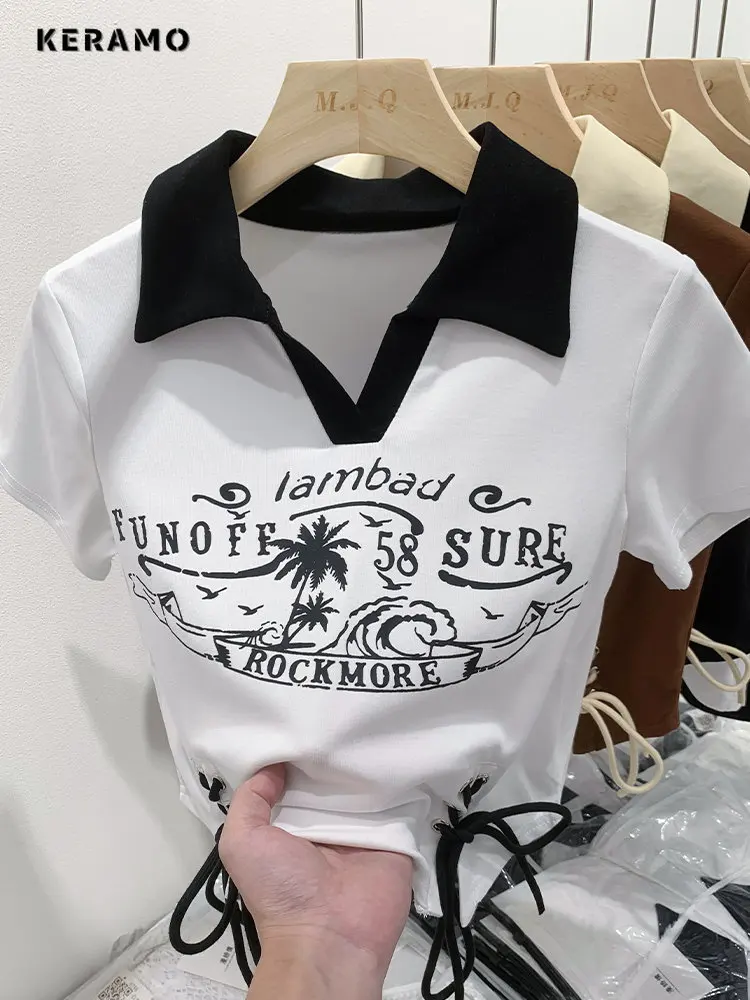 KERAMO
M.J.Q M.J.Q M.J.Q
lambad
FUNOFF 58 SURE
ROCKMORE